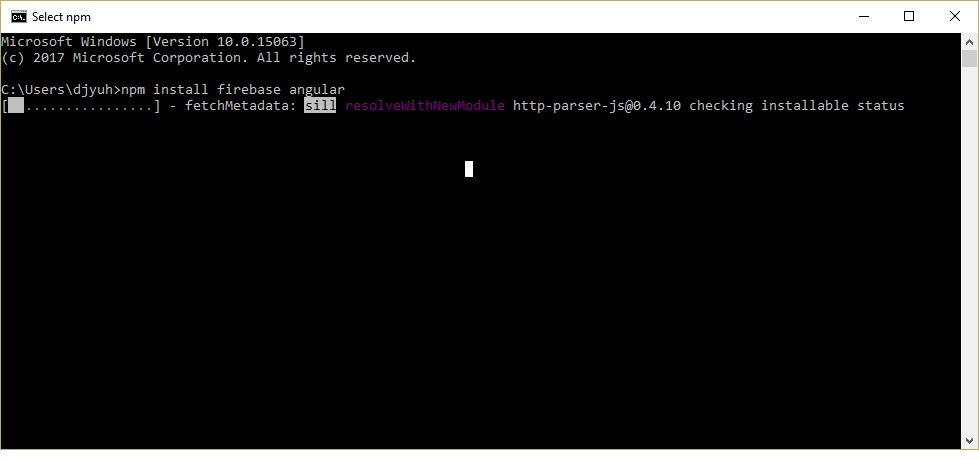 Select npm
Microsoft Windows [Version 10.0.15063]
(c) 2017 Microsoft Corporation. All rights reserved.
C:\Users\djyuh>npm install firebase angular
[  ................] - fetchMetadata: sill resolveWithNewModule http-parser-js@0.4.10 checking installable status